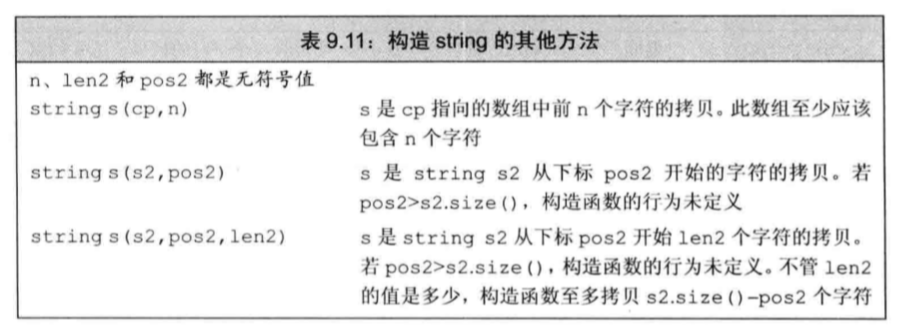 表 9.11：构造 string 的其他方法
n、len2 和 pos2 都是无符号值
string s(cp,n) s 是 cp 指向的数组中前 n 个字符的拷贝。此数组至少应该
包含 n 个字符
string s(s2,pos2) s 是 string s2 从下标 pos2 开始的字符的拷贝。若
pos2>s2.size()，构造函数的行为未定义
string s(s2,pos2,len2) s 是 string s2 从下标 pos2 开始 len2 个字符的拷贝。
若 pos2>s2.size()，构造函数的行为未定义。不管 len2
的值是多少，构造函数至多拷贝 s2.size()-pos2 个字符